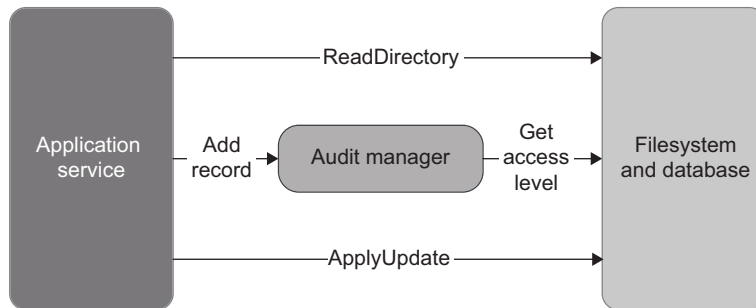 ReadDirectory
Application
service
Add
record
Audit manager
Get
access
level
Filesystem
and database
ApplyUpdate